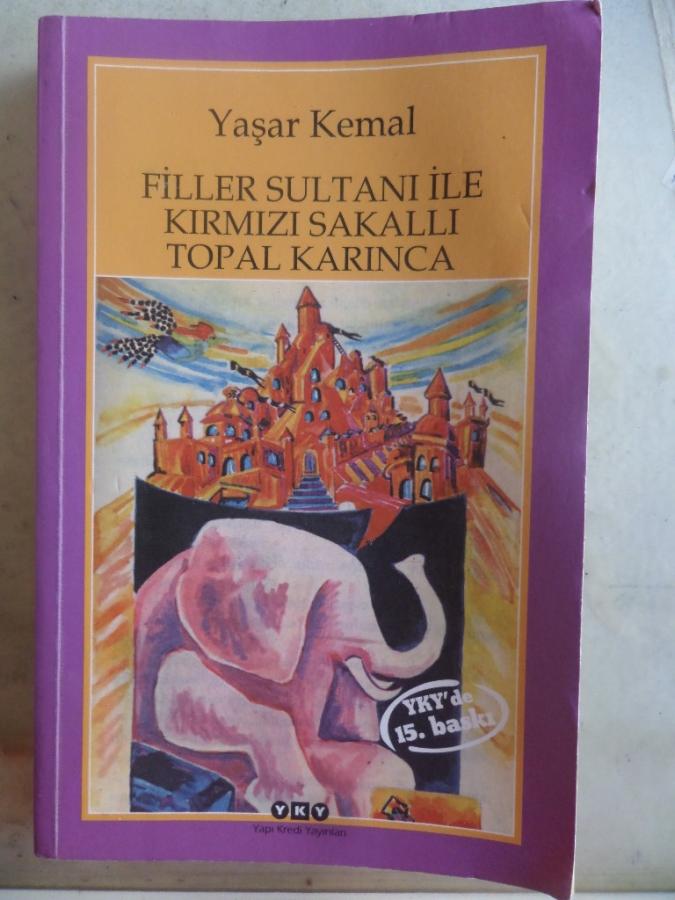 Yaşar Kemal
FİLLER SULTANI İLE
KIRMIZI SAKALLI
TOPAL KARINCA
YKY'de
15. baskı
YKY
Yapı Kredi Yayınları